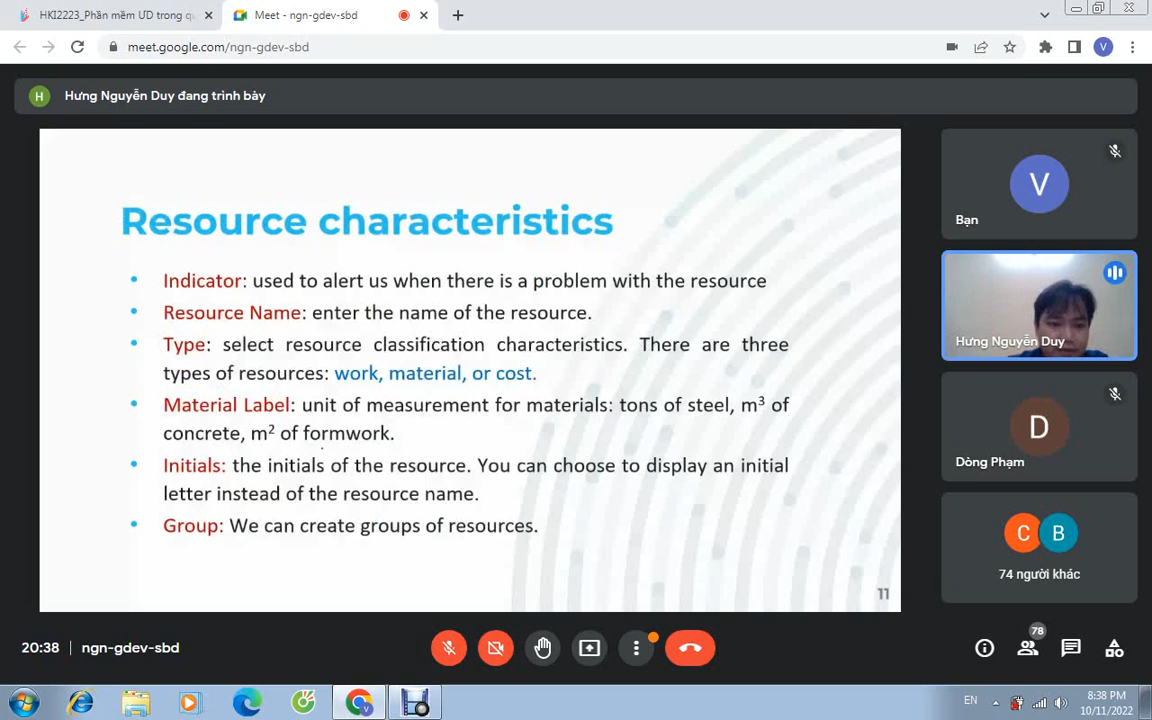 HKI2223_Phần mềm ƯD trong qu
Meet - ngn-gdev-sbd
meet.google.com/ngn-gdev-sbd
V
H
Hưng Nguyễn Duy đang trình bày
Resource characteristics
• Indicator: used to alert us when there is a problem with the resource
• Resource Name: enter the name of the resource.
• Type: select resource classification characteristics. There are three
types of resources: work, material, or cost.
• Material Label: unit of measurement for materials: tons of steel, m³ of
concrete, m² of formwork.
• Initials: the initials of the resource. You can choose to display an initial
letter instead of the resource name.
• Group: We can create groups of resources.
11
V
Bạn
Hưng Nguyễn Duy
D
Dòng Phạm
C B
74 người khác
20:38 | ngn-gdev-sbd
78
EN
8:38 PM
10/11/2022